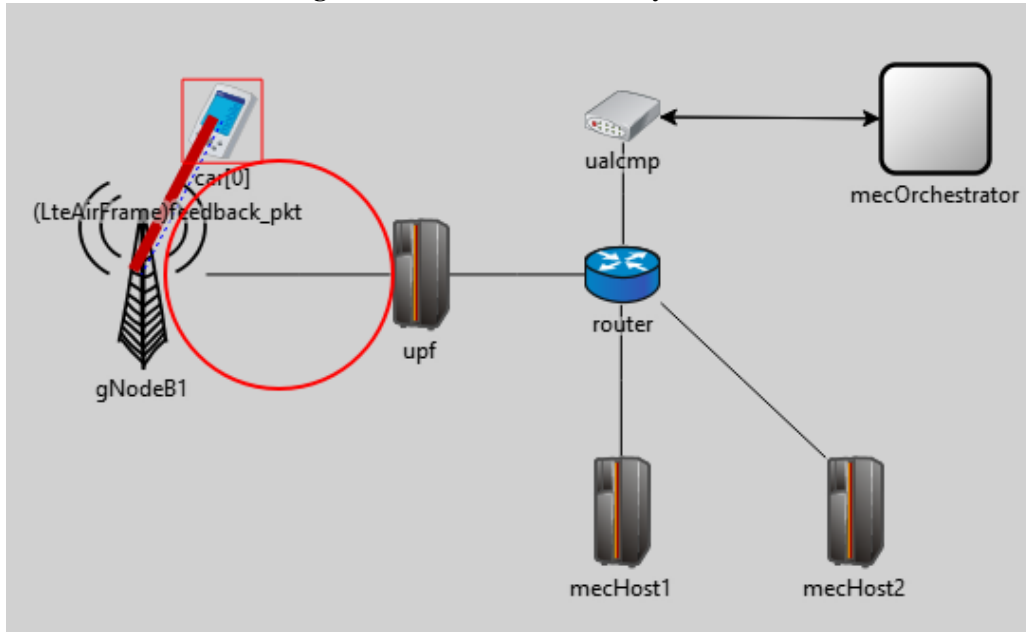 car[0]
(LteAirFrame)feedback_pkt
gNodeB1
upf
ualcmp
mecOrchestrator
router
mecHost1
mecHost2